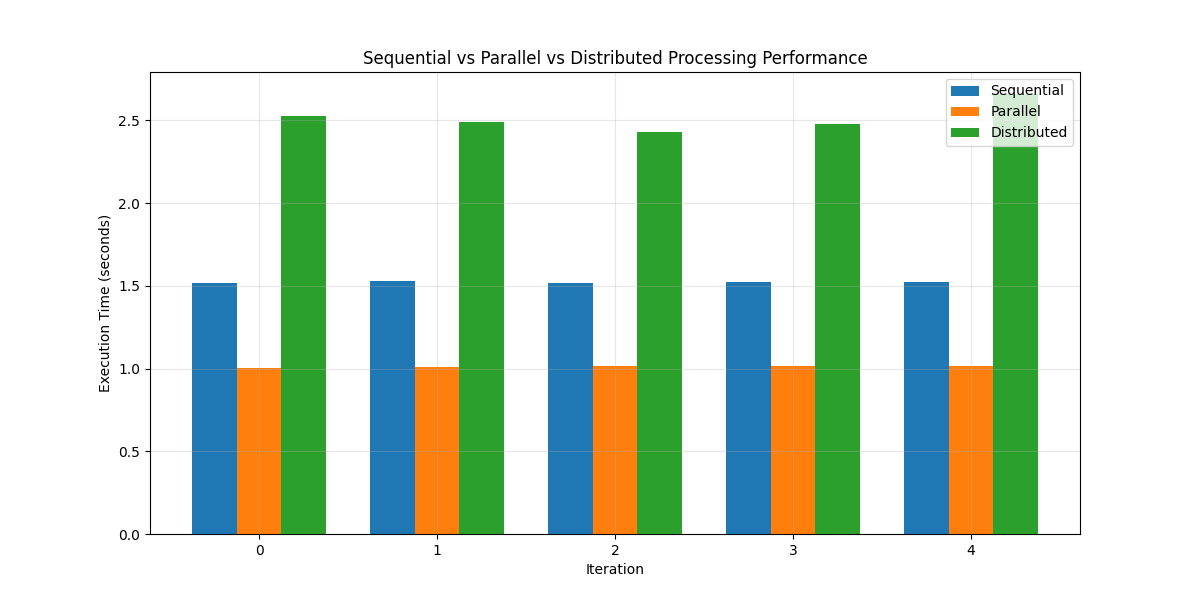 Sequential vs Parallel vs Distributed Processing Performance
Sequential
Parallel
Distributed
Execution Time (seconds)
2.5
2.0
1.5
1.0
0.5
0.0
0 1 2 3 4
Iteration